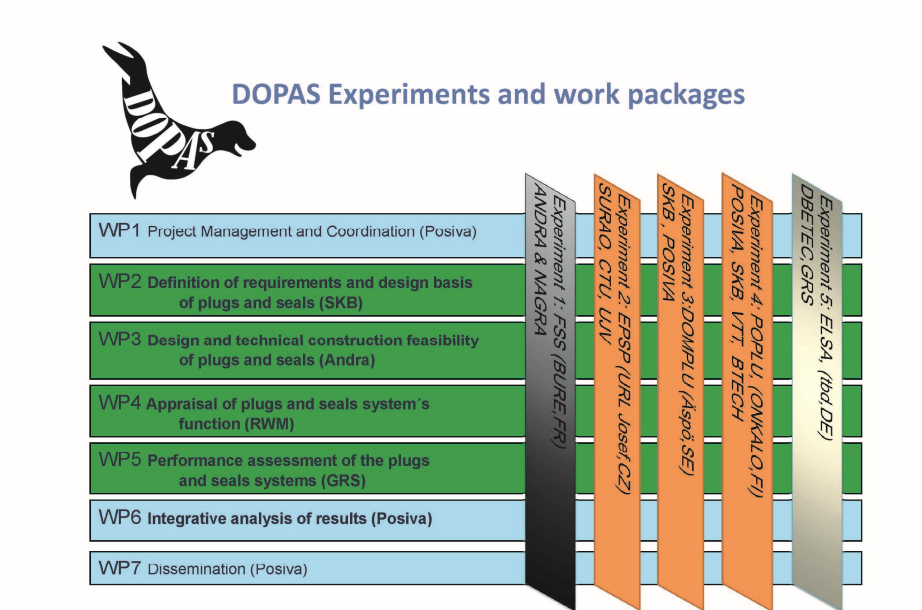 DOPAS
DOPAS Experiments and work packages
WP1 Project Management and Coordination (Posiva)
WP2 Definition of requirements and design basis
of plugs and seals (SKB)
WP3 Design and technical construction feasibility
of plugs and seals (Andra)
WP4 Appraisal of plugs and seals system´s
function (RWM)
WP5 Performance assessment of the plugs
and seals systems (GRS)
WP6 Integrative analysis of results (Posiva)
WP7 Dissemination (Posiva)
Experiment 1: FSS (BURE,FR)
ANDRA & NAGRA
Experiment 2: EPSP (URL Josef,CZ)
SURAO, CTU, UJV
Experiment 3:DOMPLU (Äspö,SE)
SKB , POSIVA
Experiment 4: POPLU, (ONKALO,FI)
POSIVA, SKB, VTT, BTECH
Experiment 5: ELSA, (tbd,DE)
DBETEC,GRS